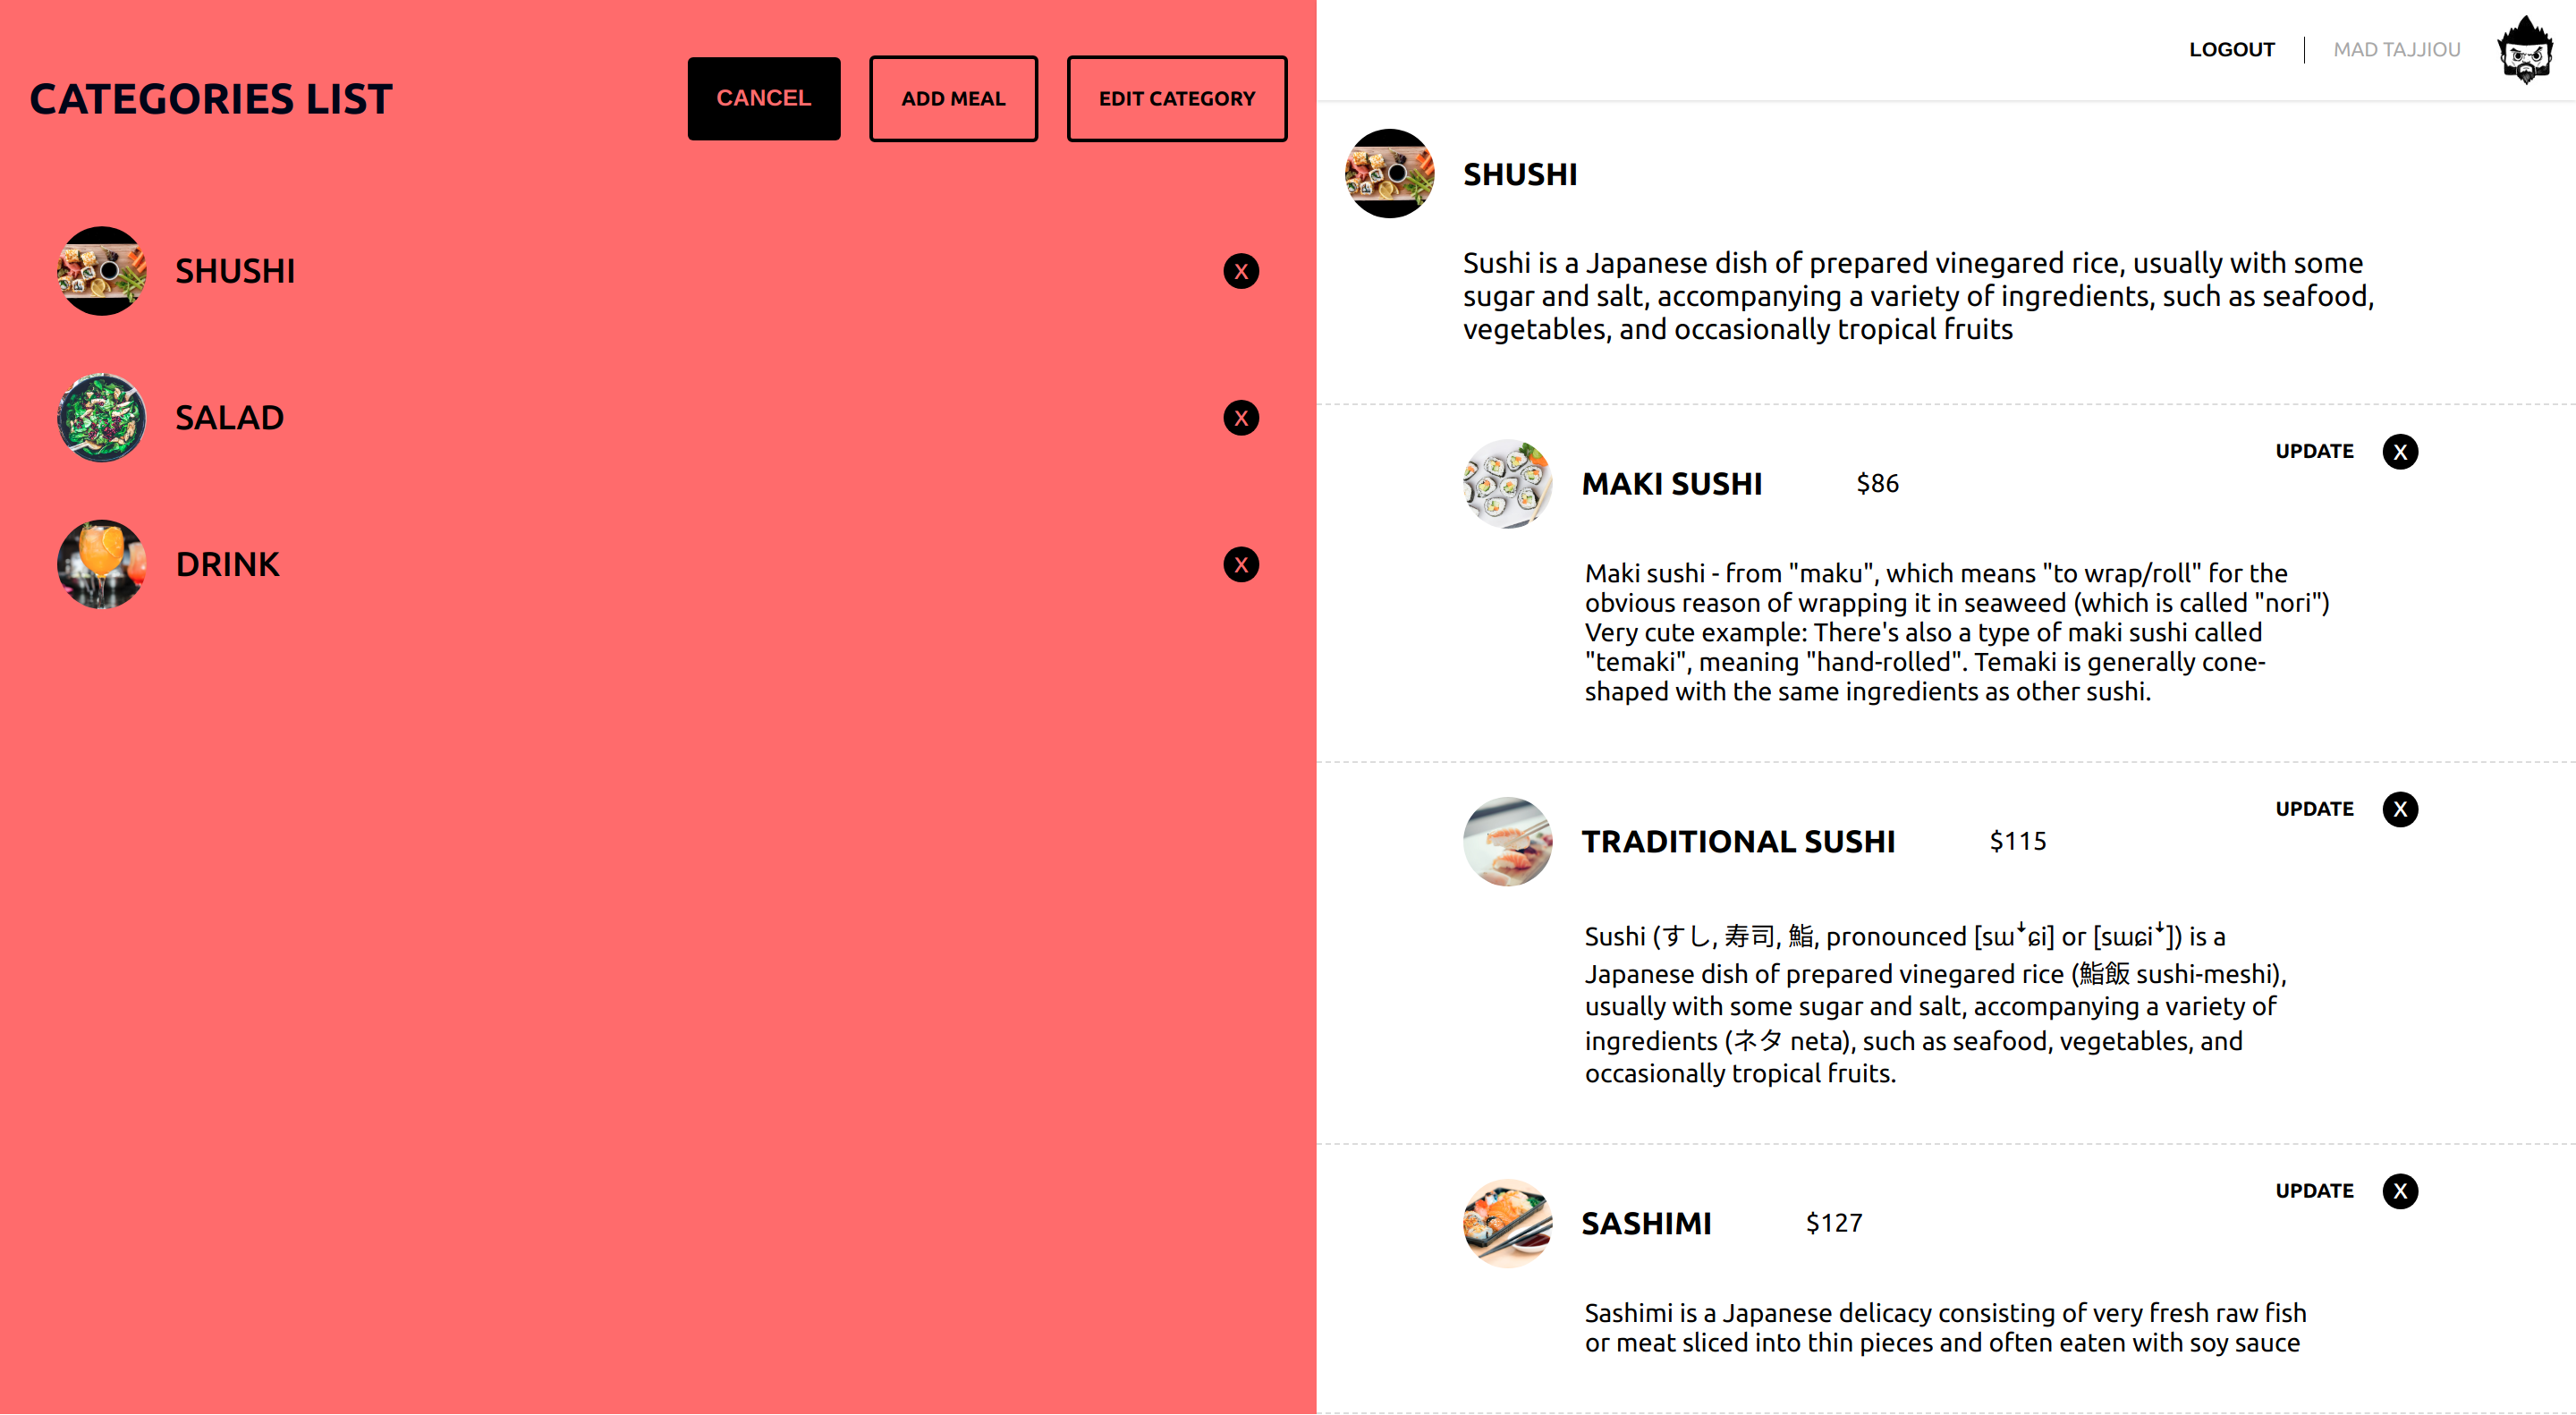 CATEGORIES LIST
CANCEL
ADD MEAL
EDIT CATEGORY
SHUSHI
X
SALAD
X
DRINK
X
LOGOUT
MAD TAJJIOU
SHUSHI
Sushi is a Japanese dish of prepared vinegared rice, usually with some
sugar and salt, accompanying a variety of ingredients, such as seafood,
vegetables, and occasionally tropical fruits
UPDATE
X
MAKI SUSHI
$86
Maki sushi - from "maku", which means "to wrap/roll" for the
obvious reason of wrapping it in seaweed (which is called "nori")
Very cute example: There's also a type of maki sushi called
"temaki", meaning "hand-rolled". Temaki is generally cone-
shaped with the same ingredients as other sushi.
UPDATE
X
TRADITIONAL SUSHI
$115
Sushi (すし, 寿司, 鮨, pronounced [sɯꜜɕi] or [sɯɕiꜜ]) is a
Japanese dish of prepared vinegared rice (鮨飯 sushi-meshi),
usually with some sugar and salt, accompanying a variety of
ingredients (ネタ neta), such as seafood, vegetables, and
occasionally tropical fruits.
UPDATE
X
SASHIMI
$127
Sashimi is a Japanese delicacy consisting of very fresh raw fish
or meat sliced into thin pieces and often eaten with soy sauce